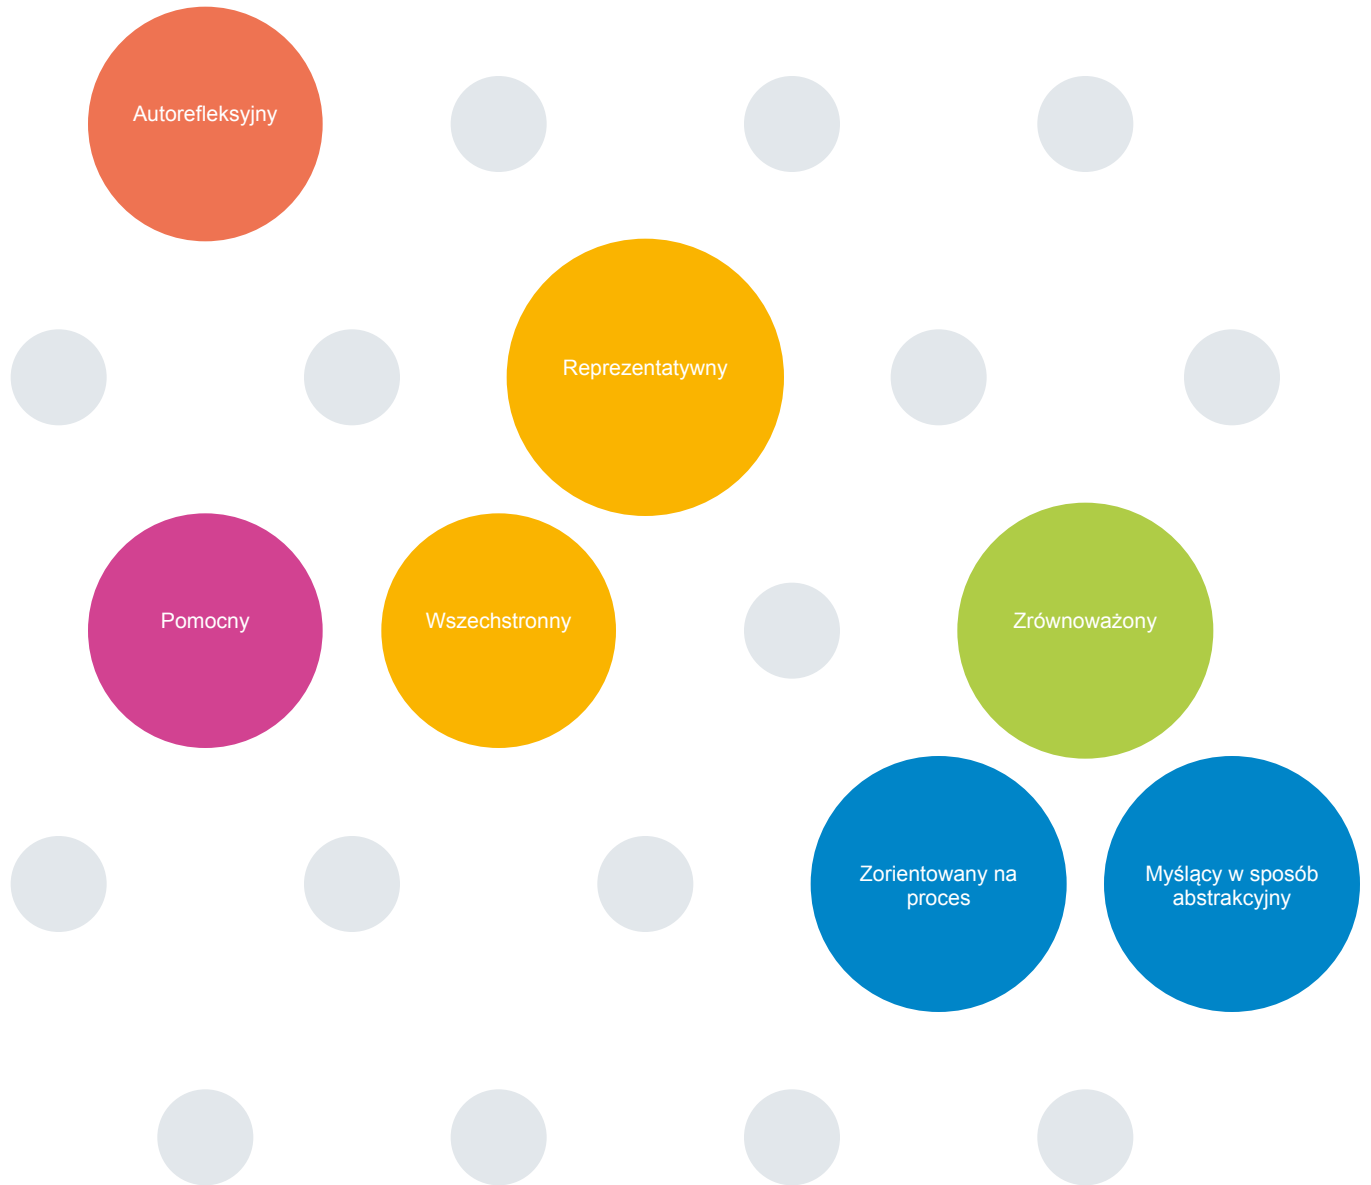 Autorefleksyjny
Reprezentatywny
Pomocny
Wszechstronny
Zrównoważony
Zorientowany na
proces
Myślący w sposób
abstrakcyjny